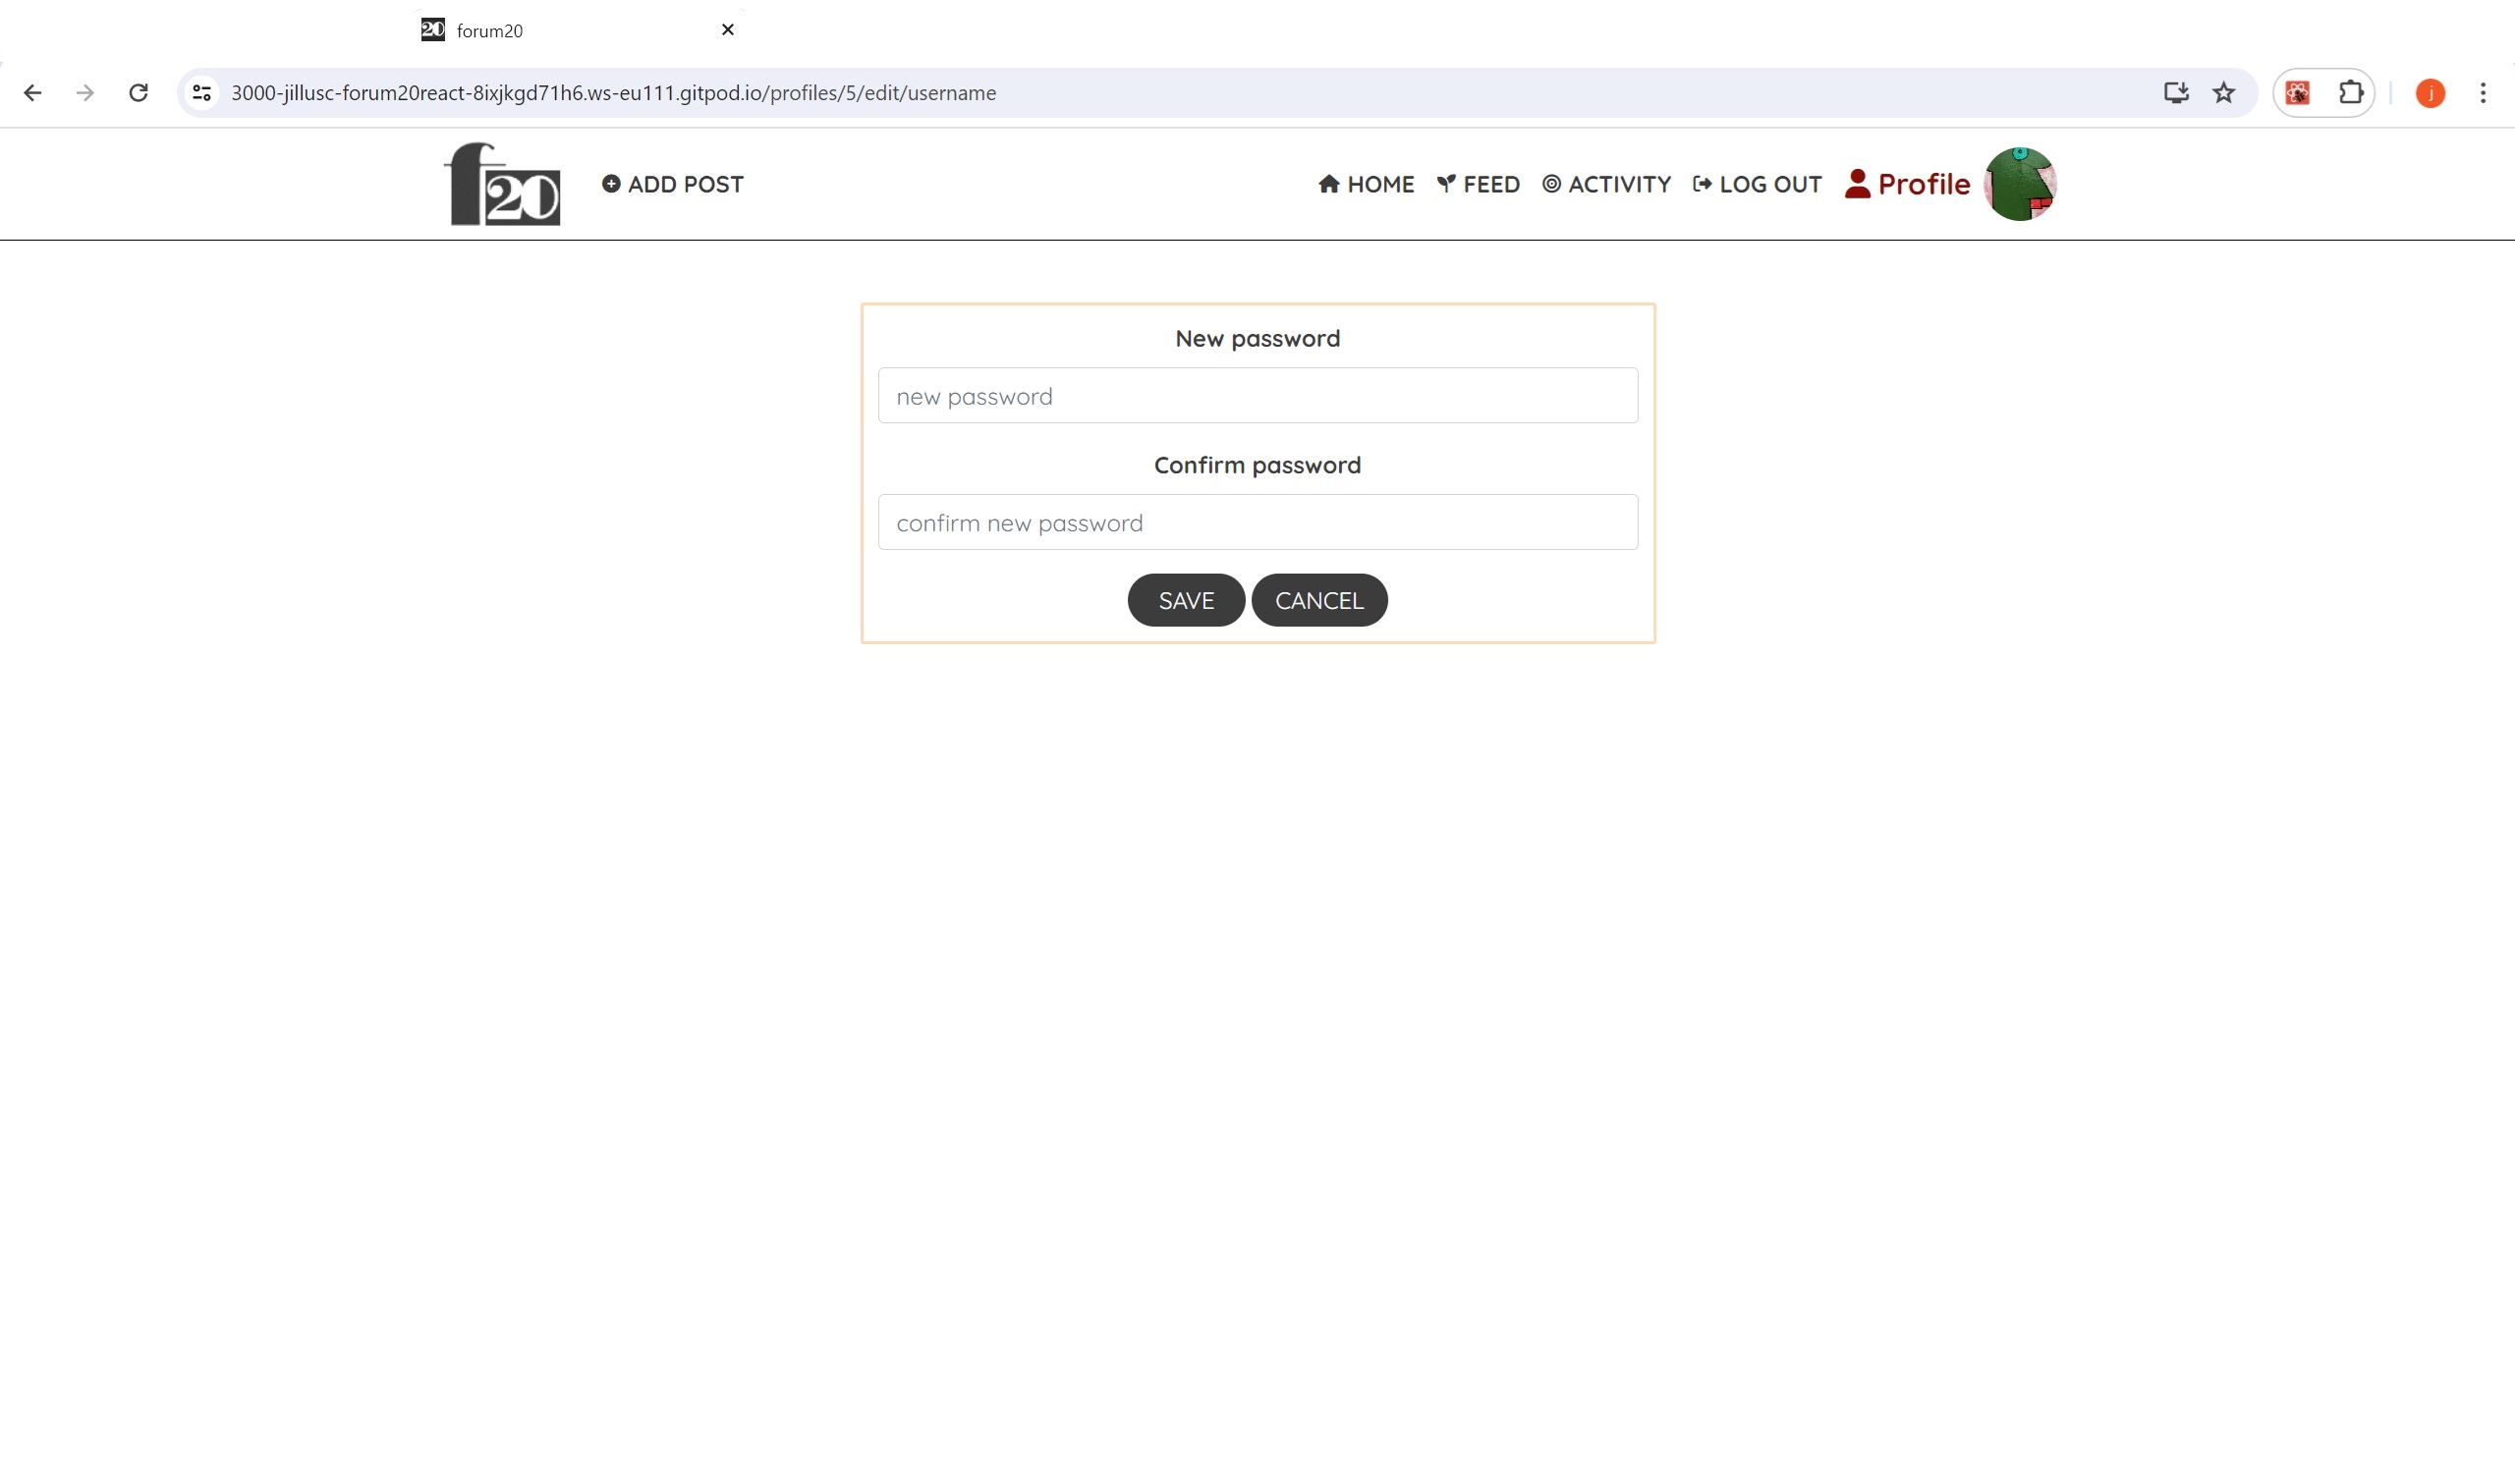 20 forum20
3000-jillusc-forum20react-8ixjkgd71h6.ws-eu111.gitpod.io/profiles/5/edit/username
j
f20
ADD POST
HOME FEED ACTIVITY LOG OUT Profile
New password
new password
Confirm password
confirm new password
SAVE CANCEL